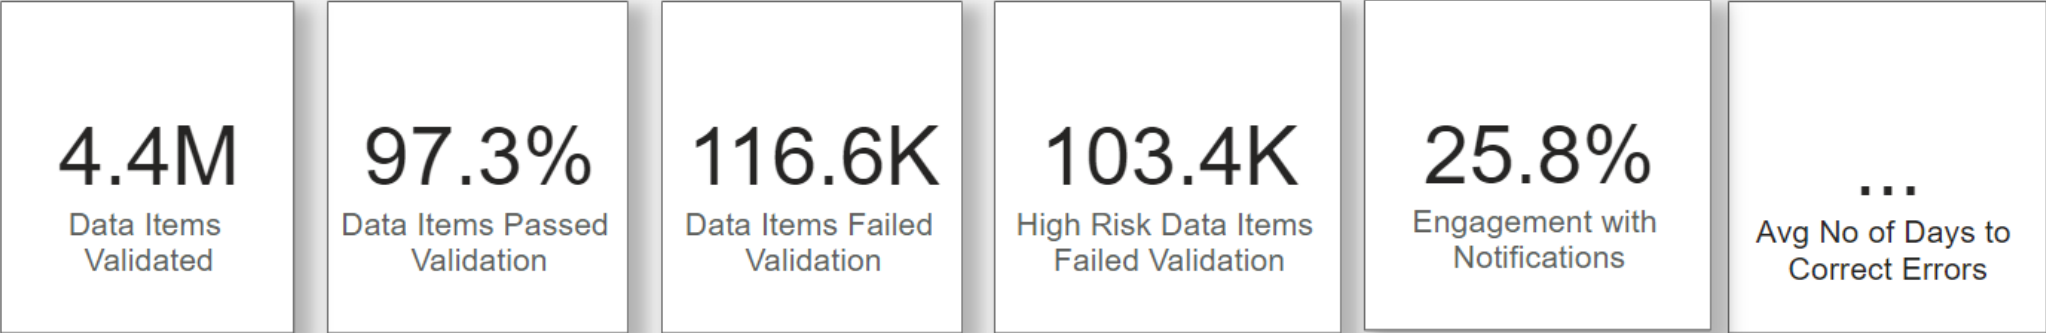 4.4M
Data Items
Validated
97.3%
Data Items Passed
Validation
116.6K
Data Items Failed
Validation
103.4K
High Risk Data Items
Failed Validation
25.8%
Engagement with
Notifications
...
Avg No of Days to
Correct Errors